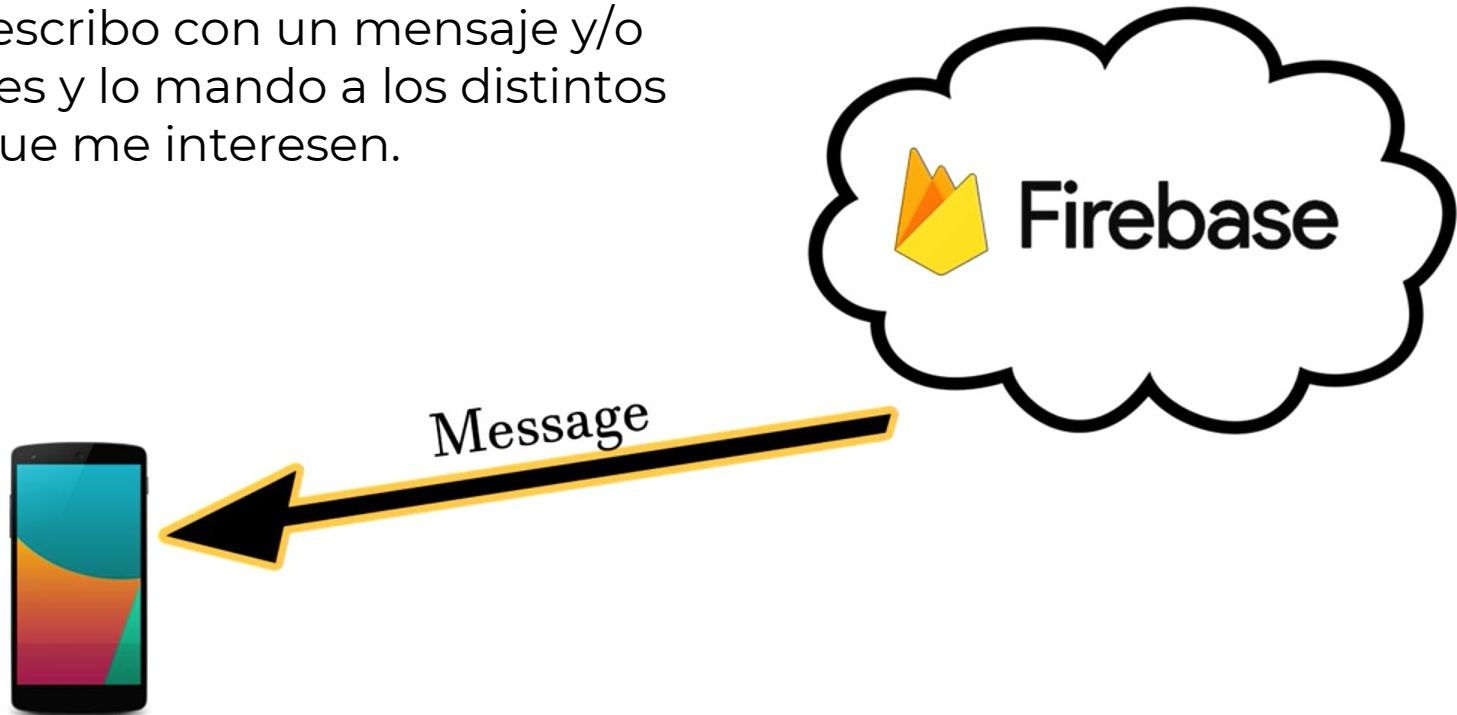 escribo con un mensaje y/o
es y lo mando a los distintos
ue me interesen.
Firebase
Message